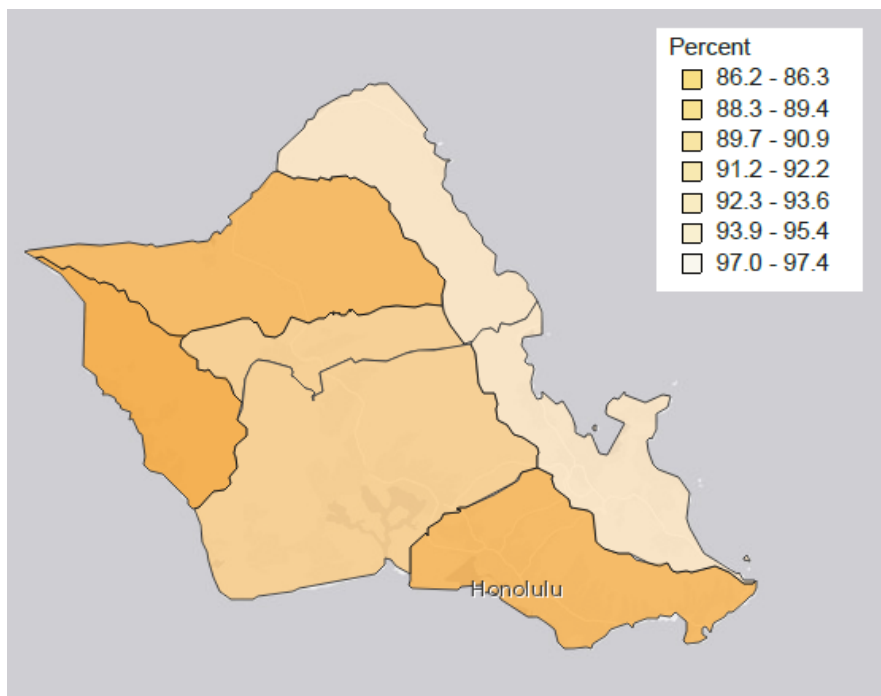 Percent
86.2 - 86.3
88.3 - 89.4
89.7 - 90.9
91.2 - 92.2
92.3 - 93.6
93.9 - 95.4
97.0 - 97.4
Honolulu